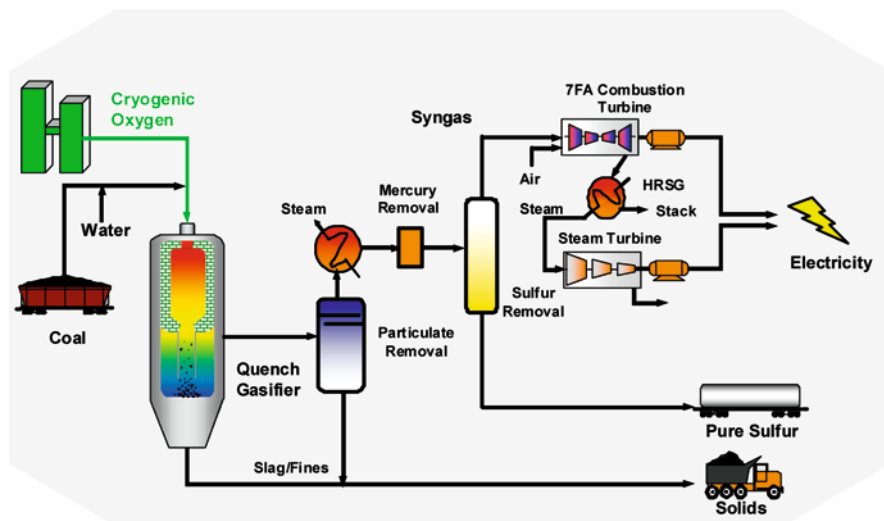 7FA Combustion
Turbine
Cryogenic
Oxygen
Syngas
Air
HRSG
Mercury
Removal
Steam
Steam
Stack
Water
Steam Turbine
Electricity
Sulfur
Removal
Coal
Particulate
Removal
Quench
Gasifier
Pure Sulfur
Slag/Fines
Solids